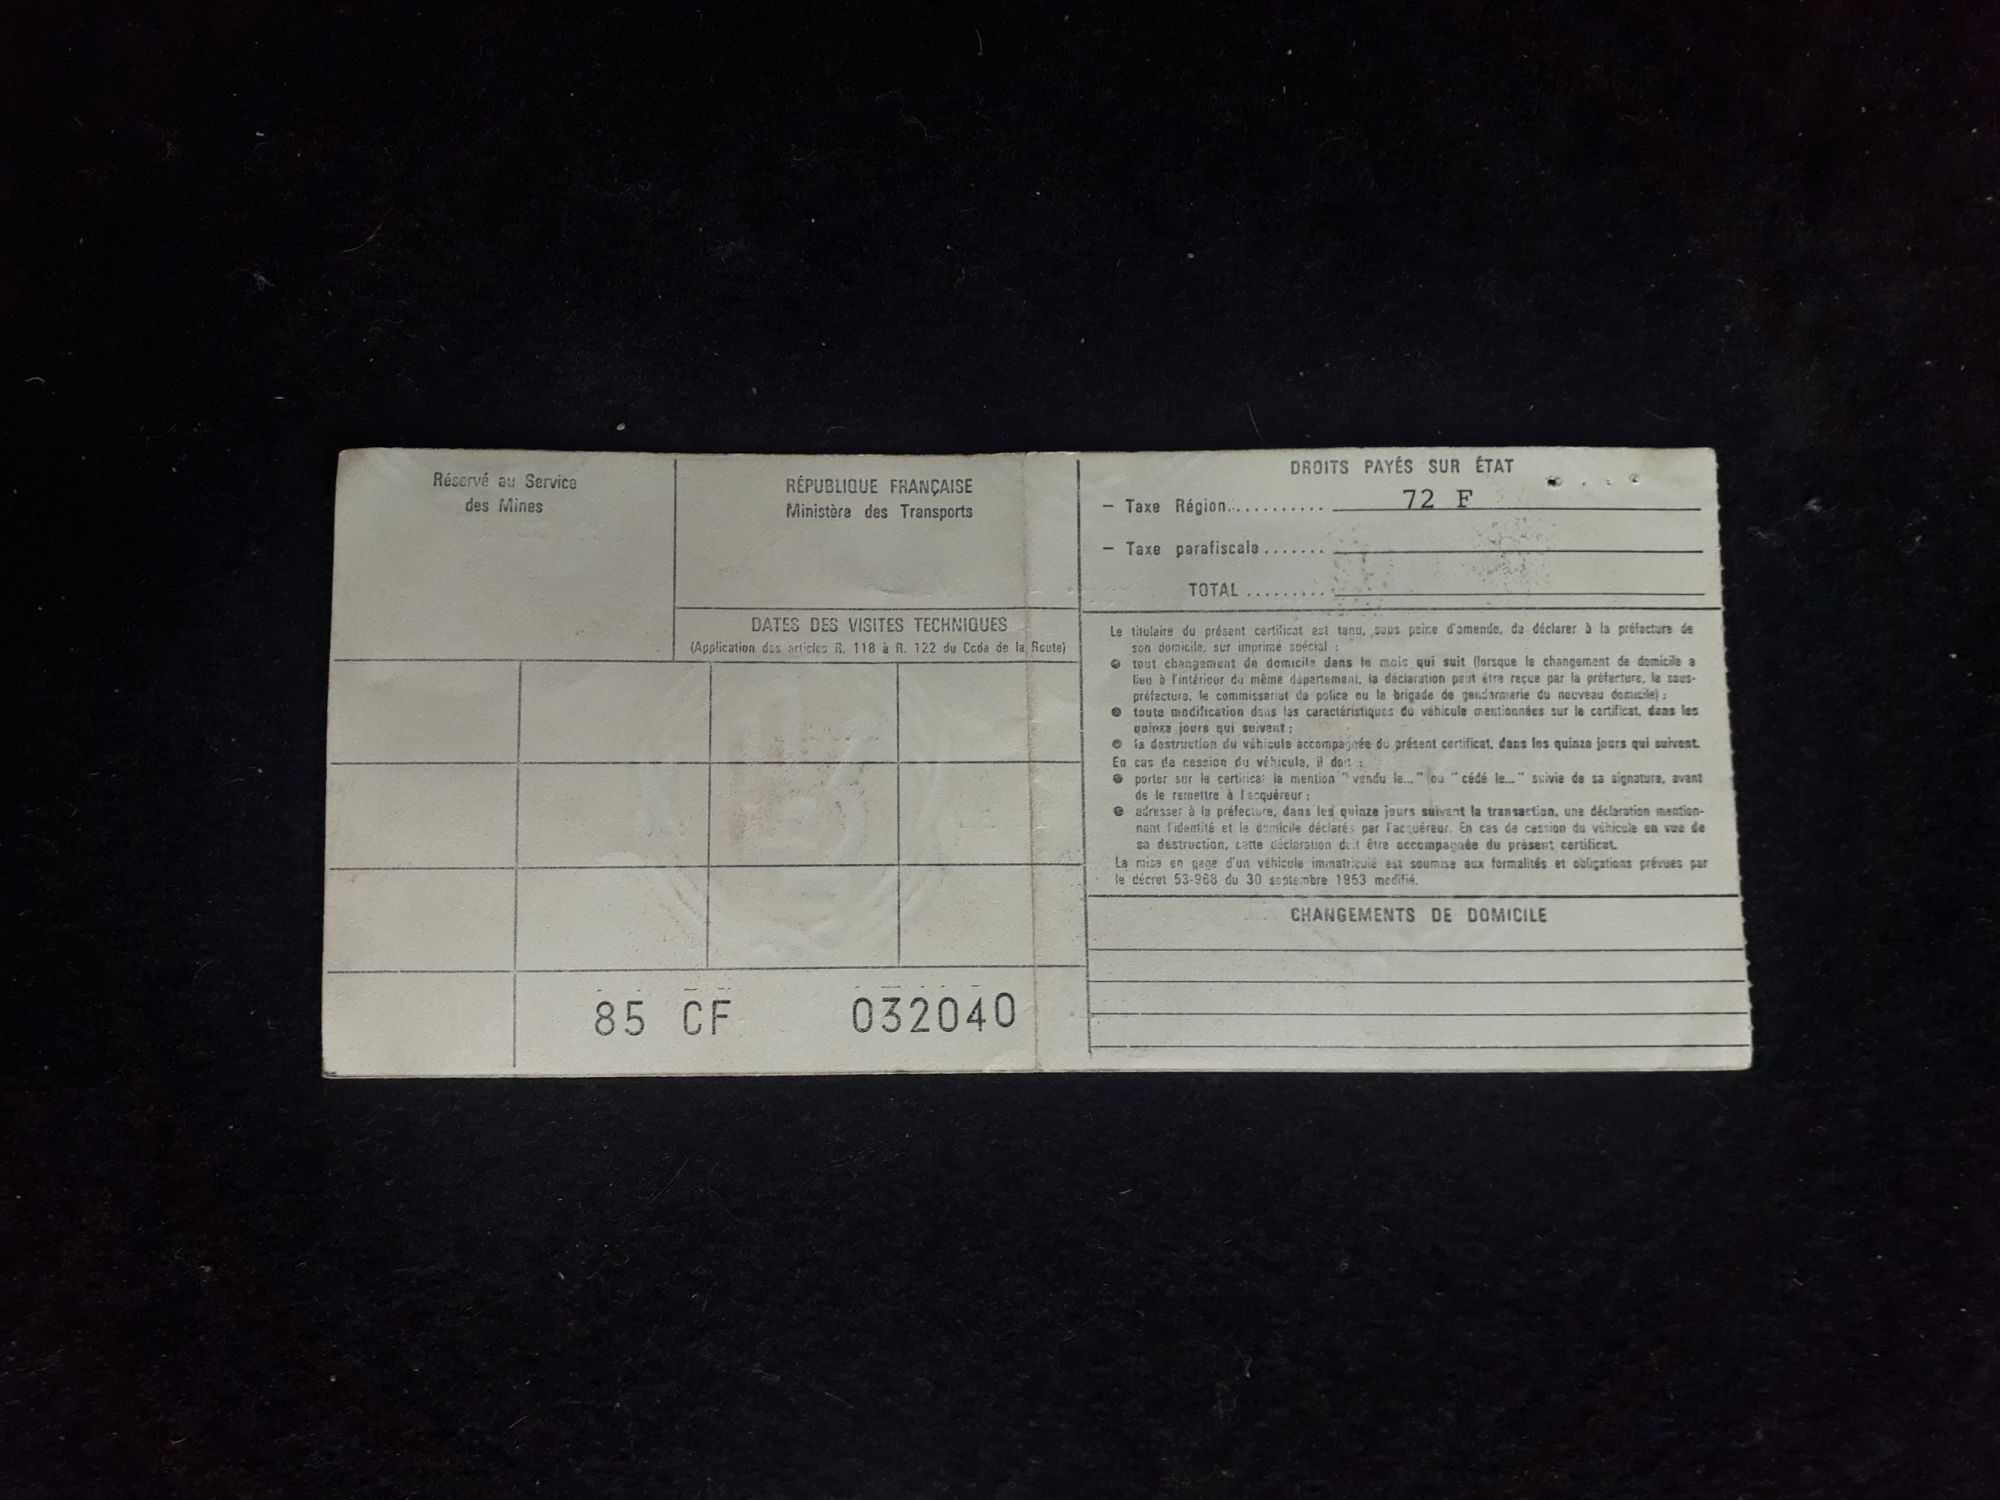 Réservé au Service
des Mines
RÉPUBLIQUE FRANÇAISE
Ministère des Transports
DATES DES VISITES TECHNIQUES
(Application des articles R. 118 à R. 122 du Code de la Route)
85 CF 032040
DROITS PAYÉS SUR ÉTAT
— Taxe Région........... 72 F
— Taxe parafiscale.......
TOTAL .........
Le titulaire du présent certificat est tenu, sous peine d'amende, de déclarer à la préfecture de
son domicile, sur imprimé spécial :
● tout changement de domicile dans le mois qui suit (lorsque le changement de domicile a
lieu à l'intérieur du même département, la déclaration peut être reçue par la préfecture, la sous-
préfecture, le commissariat de police ou la brigade de gendarmerie du nouveau domicile) ;
● toute modification dans les caractéristiques du véhicule mentionnées sur le certificat, dans les
quinze jours qui suivent ;
● la destruction du véhicule accompagnée du présent certificat, dans les quinze jours qui suivent.
En cas de cession du véhicule, il doit :
● porter sur le certificat la mention "vendu le..." ou "cédé le..." suivie de sa signature, avant
de le remettre à l'acquéreur ;
● adresser à la préfecture, dans les quinze jours suivant la transaction, une déclaration mention-
nant l'identité et le domicile déclarés par l'acquéreur. En cas de cession du véhicule en vue de
sa destruction, cette déclaration doit être accompagnée du présent certificat.
La mise en gage d'un véhicule immatriculé est soumise aux formalités et obligations prévues par
le décret 53-968 du 30 septembre 1953 modifié.
CHANGEMENTS DE DOMICILE